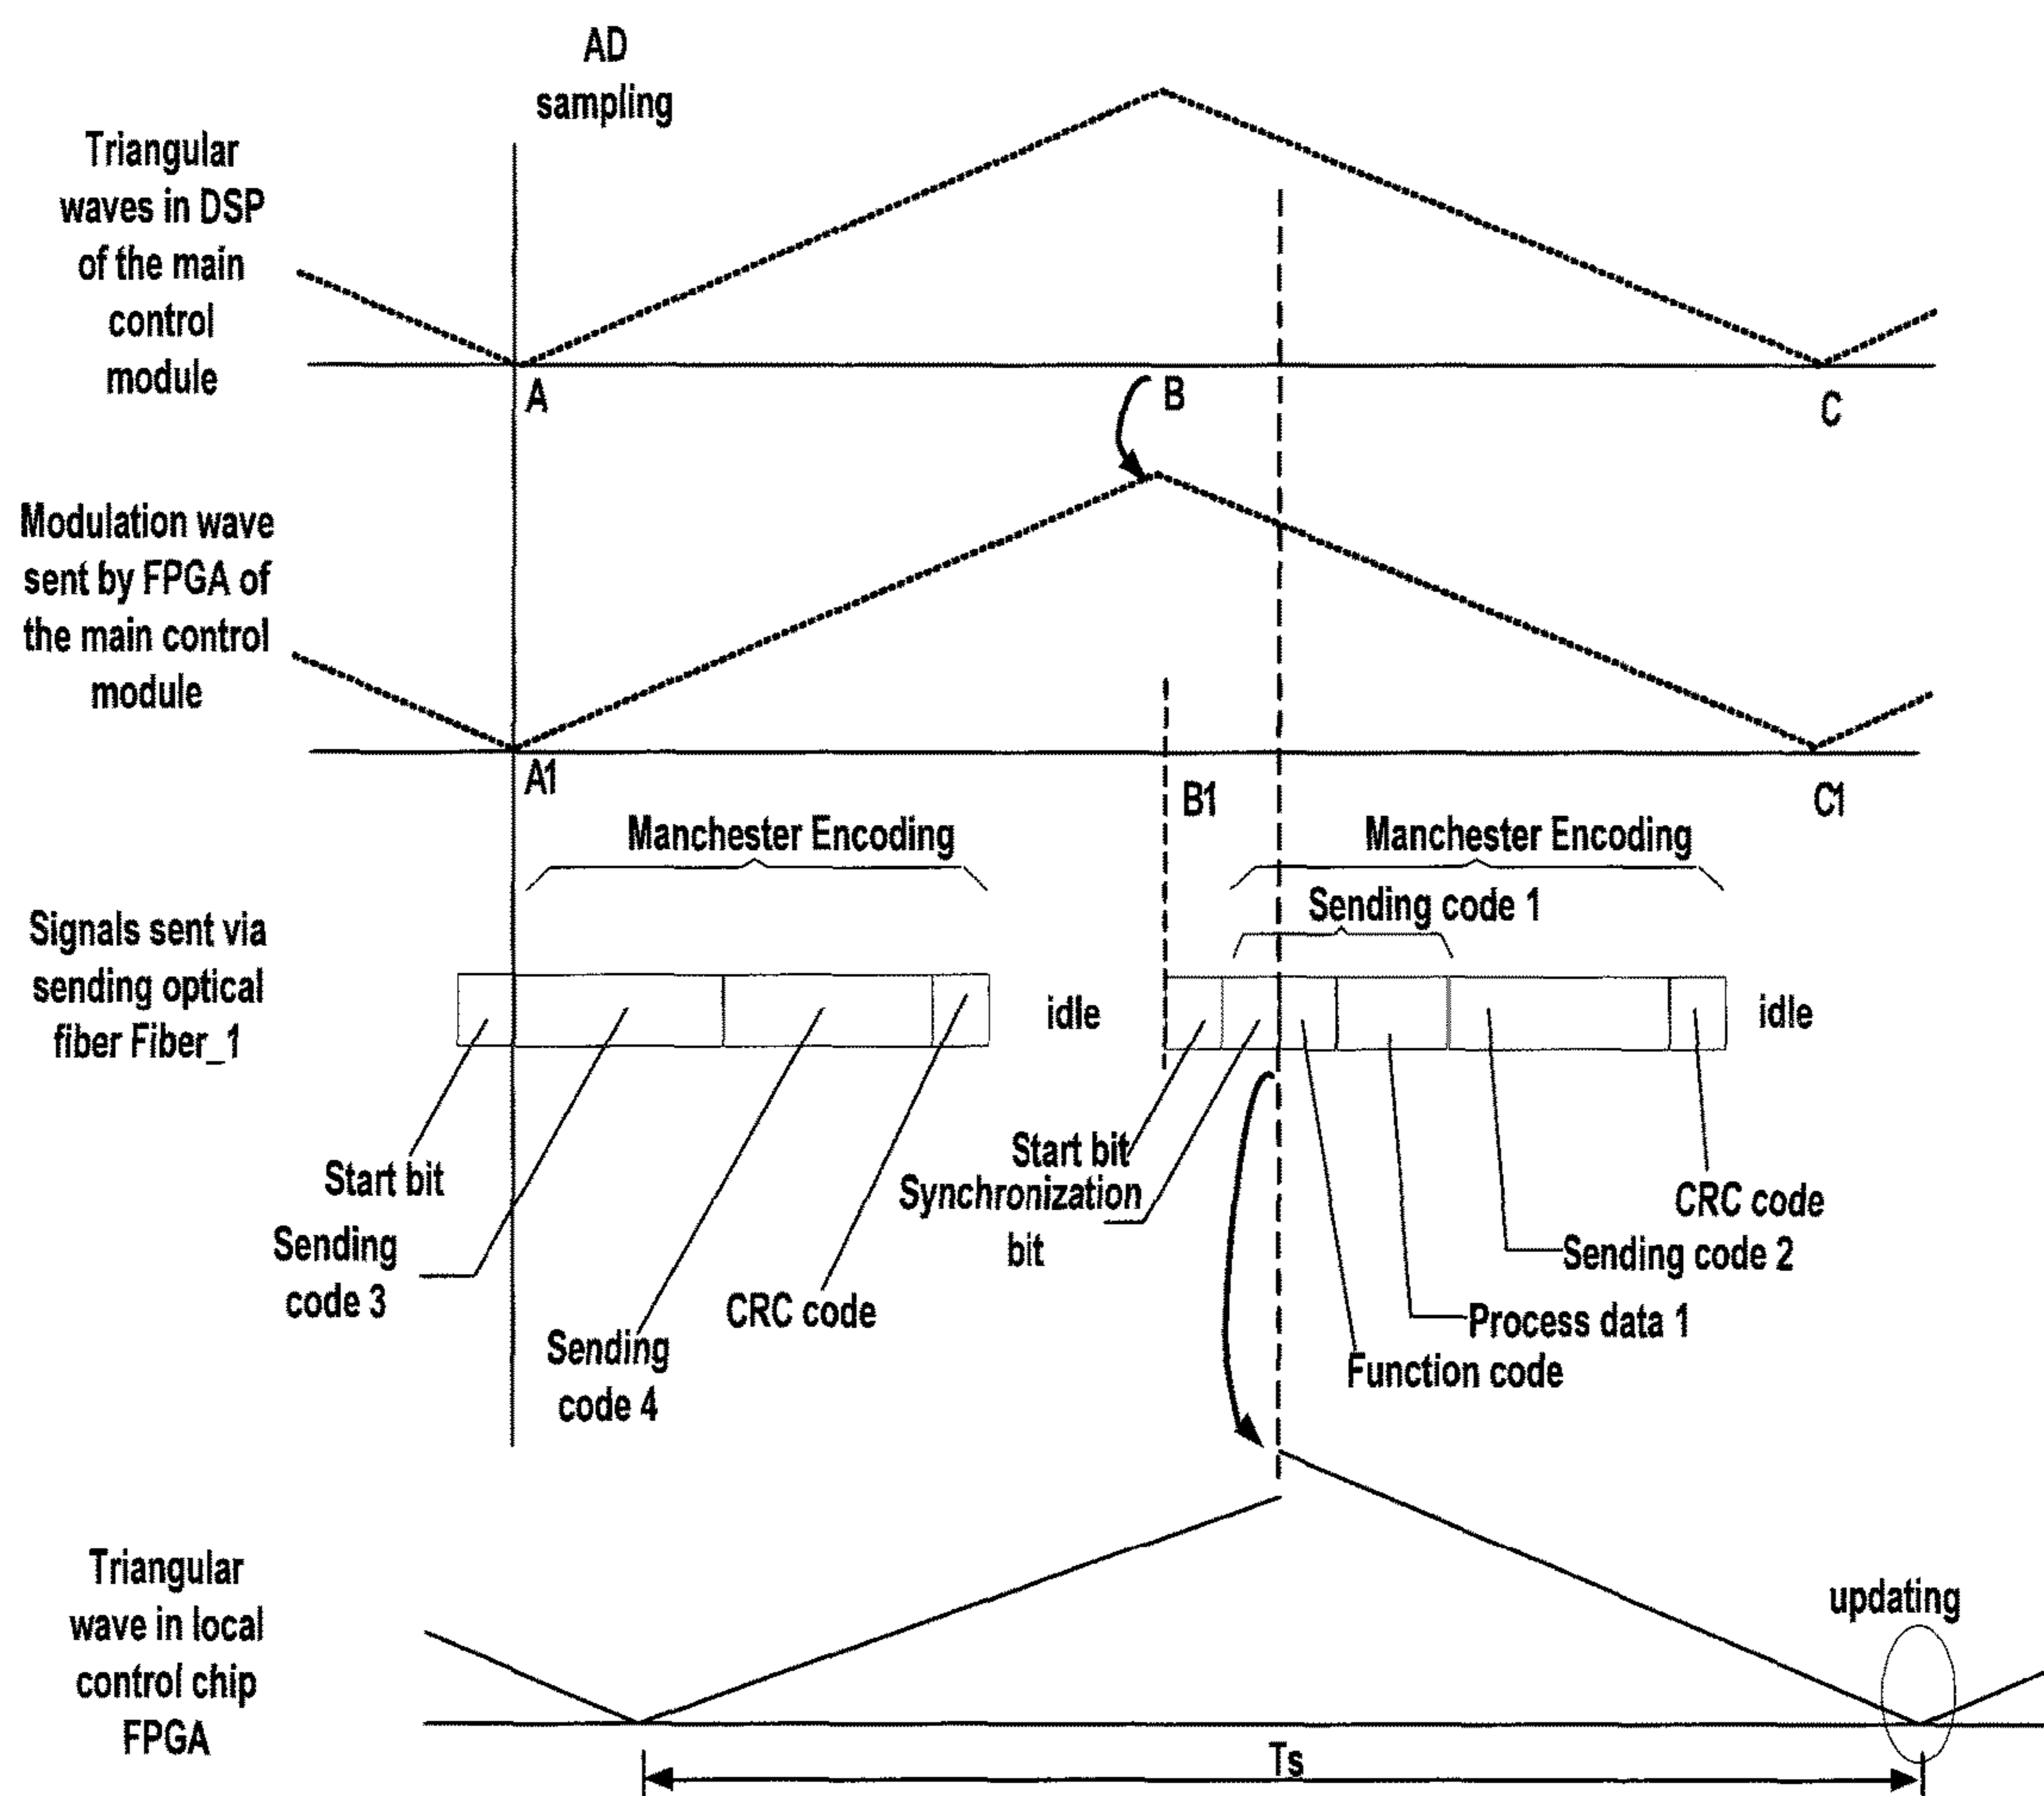 AD
sampling
Triangular
waves in DSP
of the main
control
module
A
B
C
Modulation wave
sent by FPGA of
the main control
module
A1
B1
C1
Manchester Encoding
Manchester Encoding
Sending code 1
Signals sent via
sending optical
fiber Fiber_1
idle
idle
Start bit
Sending
code 3
Sending
code 4
CRC code
Start bit
Synchronization
bit
CRC code
Sending code 2
Process data 1
Function code
Triangular
wave in local
control chip
FPGA
updating
Ts